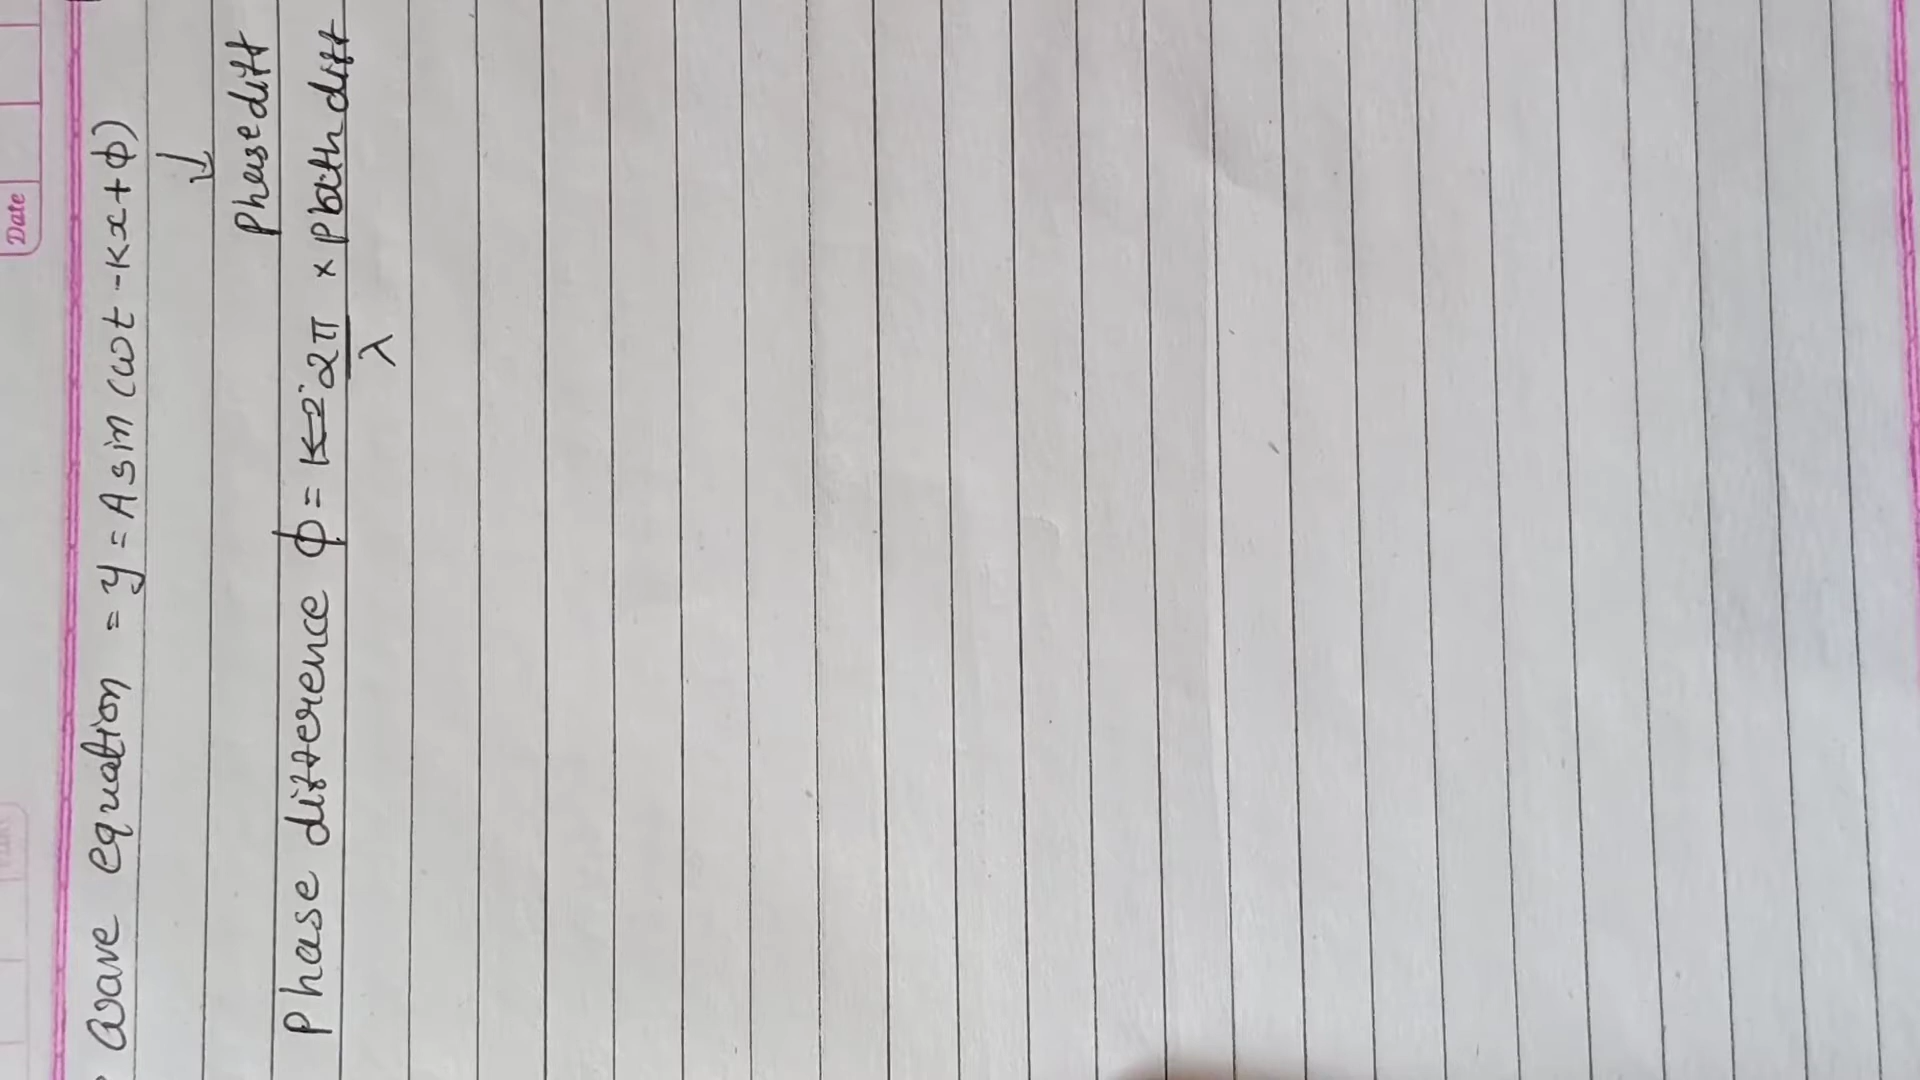 Date
wave equation = y = A sin (ωt - kx + ϕ)
↓
Phase diff
Phase difference ϕ = 2π/λ × Path diff